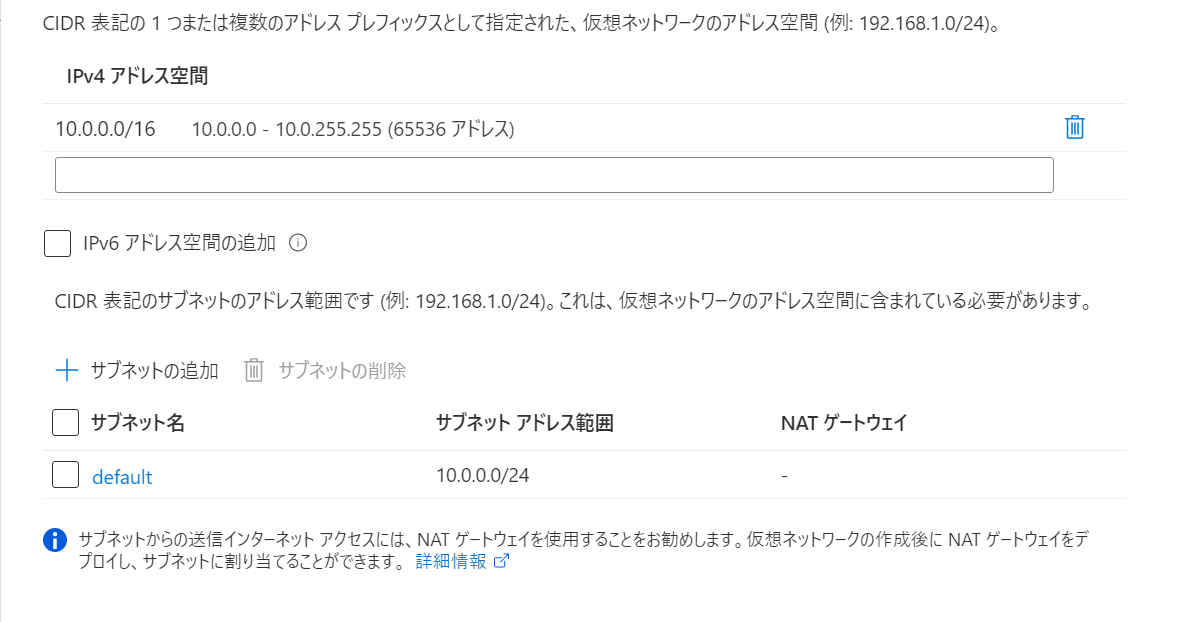 CIDR 表記の 1 つまたは複数のアドレス プレフィックスとして指定された、仮想ネットワークのアドレス空間 (例: 192.168.1.0/24)。
IPv4 アドレス空間
10.0.0.0/16 10.0.0.0 - 10.0.255.255 (65536 アドレス)
IPv6 アドレス空間の追加
CIDR 表記のサブネットのアドレス範囲です (例: 192.168.1.0/24)。これは、仮想ネットワークのアドレス空間に含まれている必要があります。
サブネットの追加 サブネットの削除
サブネット名 サブネット アドレス範囲 NAT ゲートウェイ
default 10.0.0.0/24 -
サブネットからの送信インターネット アクセスには、NAT ゲートウェイを使用することをお勧めします。仮想ネットワークの作成後に NAT ゲートウェイをデ
プロイし、サブネットに割り当てることができます。 詳細情報